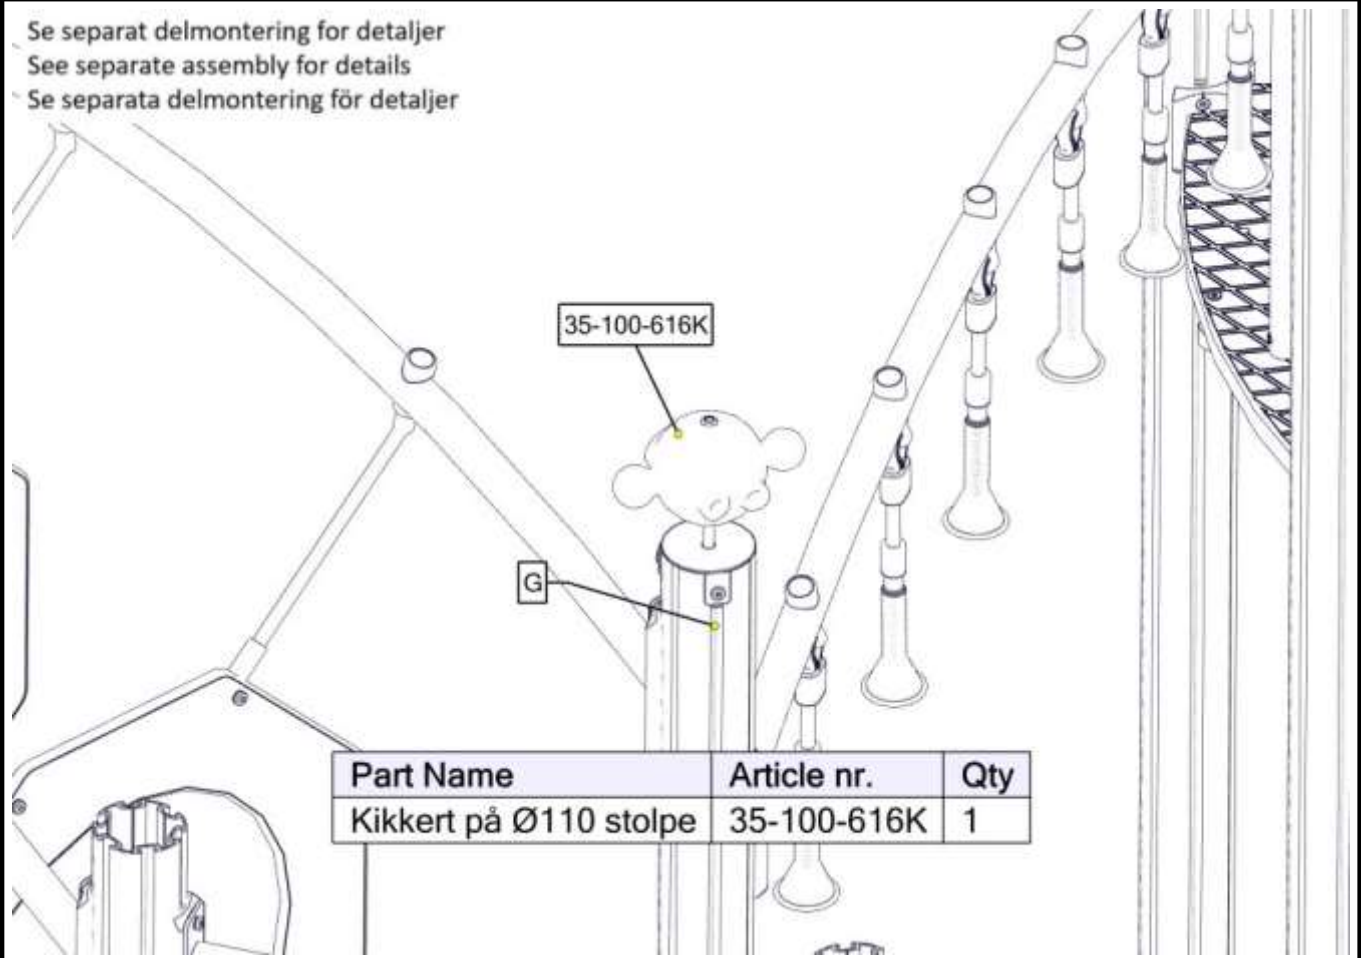 Se separat delmontering for detaljer
See separate assembly for details
Se separata delmontering för detaljer
35-100-616K
G
Part Name Article nr. Qty
Kikkert på Ø110 stolpe 35-100-616K 1